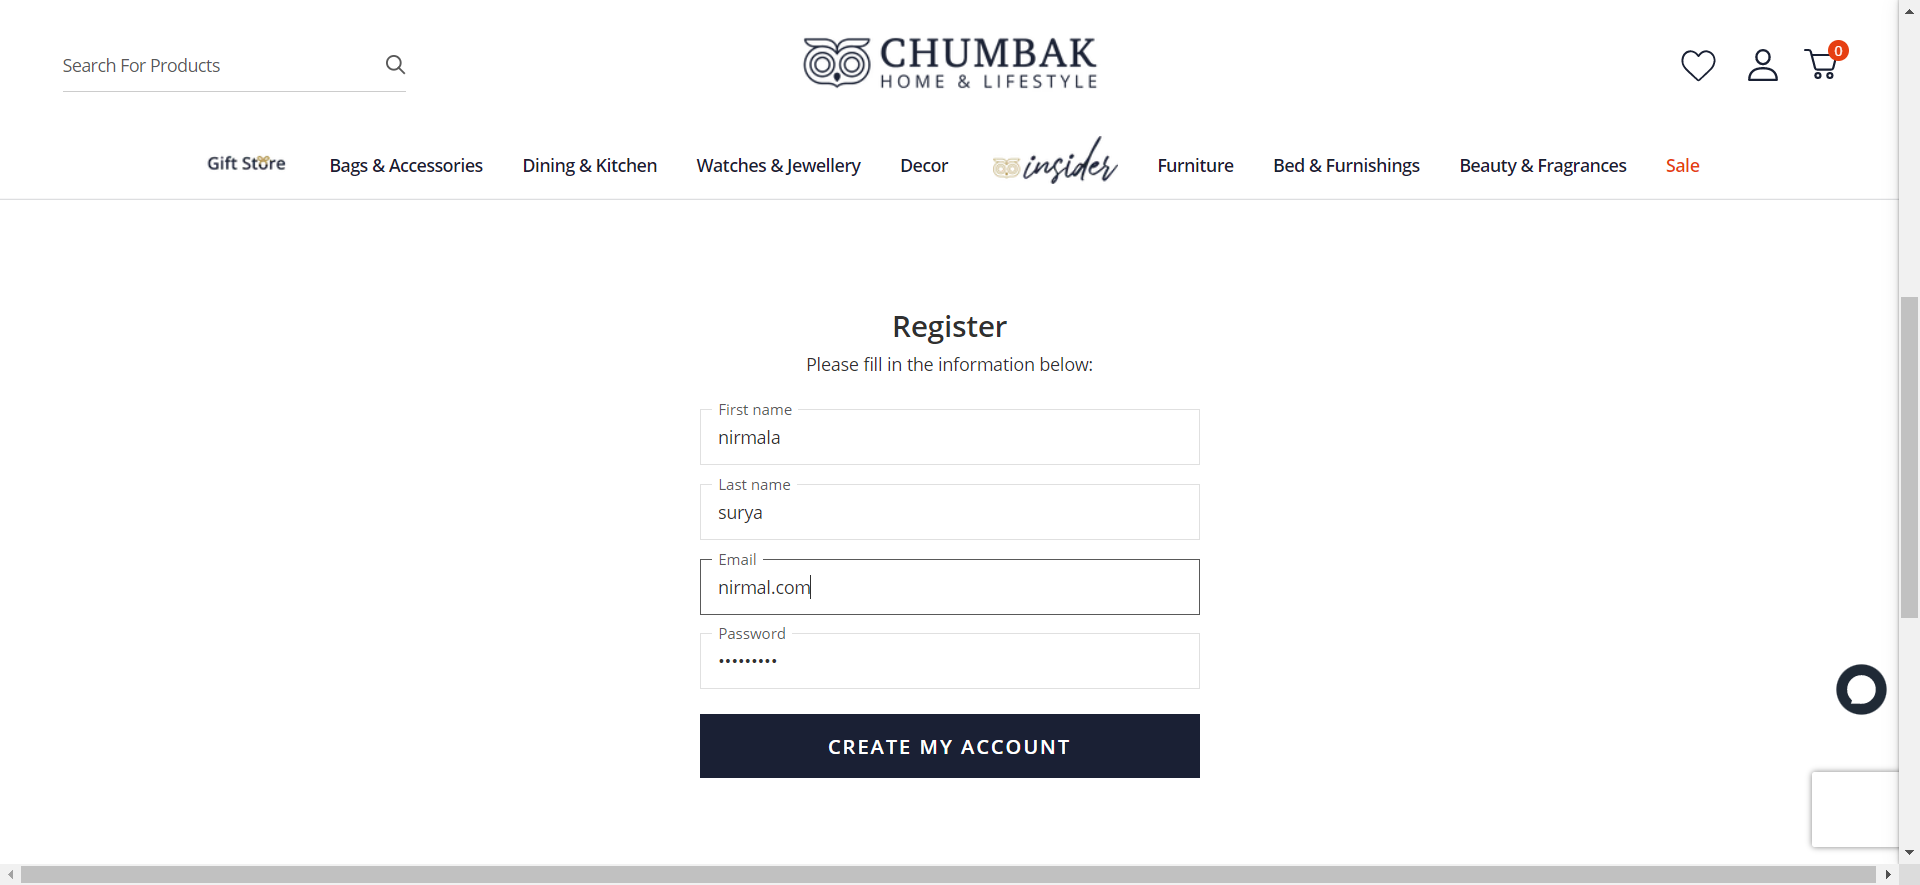 Search For Products
CHUMBAK
HOME & LIFESTYLE
0
Gift Store
Bags & Accessories
Dining & Kitchen
Watches & Jewellery
Decor
insider
Furniture
Bed & Furnishings
Beauty & Fragrances
Sale
Register
Please fill in the information below:
First name
nirmala
Last name
surya
Email
nirmal.com
Password
•••••••••
CREATE MY ACCOUNT